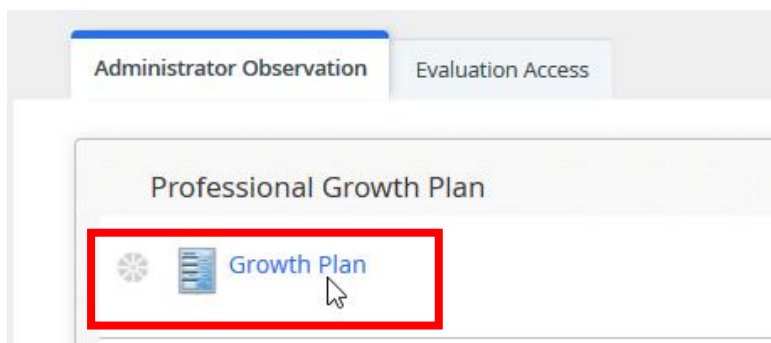 Administrator Observation Evaluation Access
Professional Growth Plan
Growth Plan